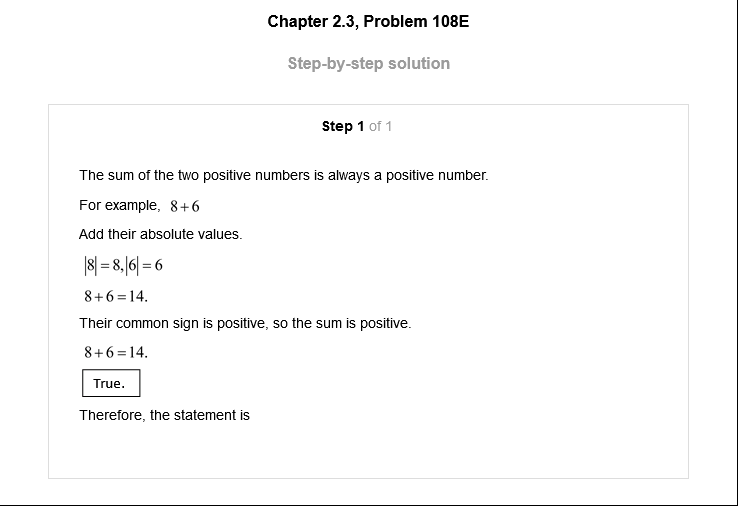 Chapter 2.3, Problem 108E
Step-by-step solution
Step 1 of 1
The sum of the two positive numbers is always a positive number.
For example, 8+6
Add their absolute values.
|8|=8,|6|=6
8+6=14.
Their common sign is positive, so the sum is positive.
8+6=14.
True.
Therefore, the statement is